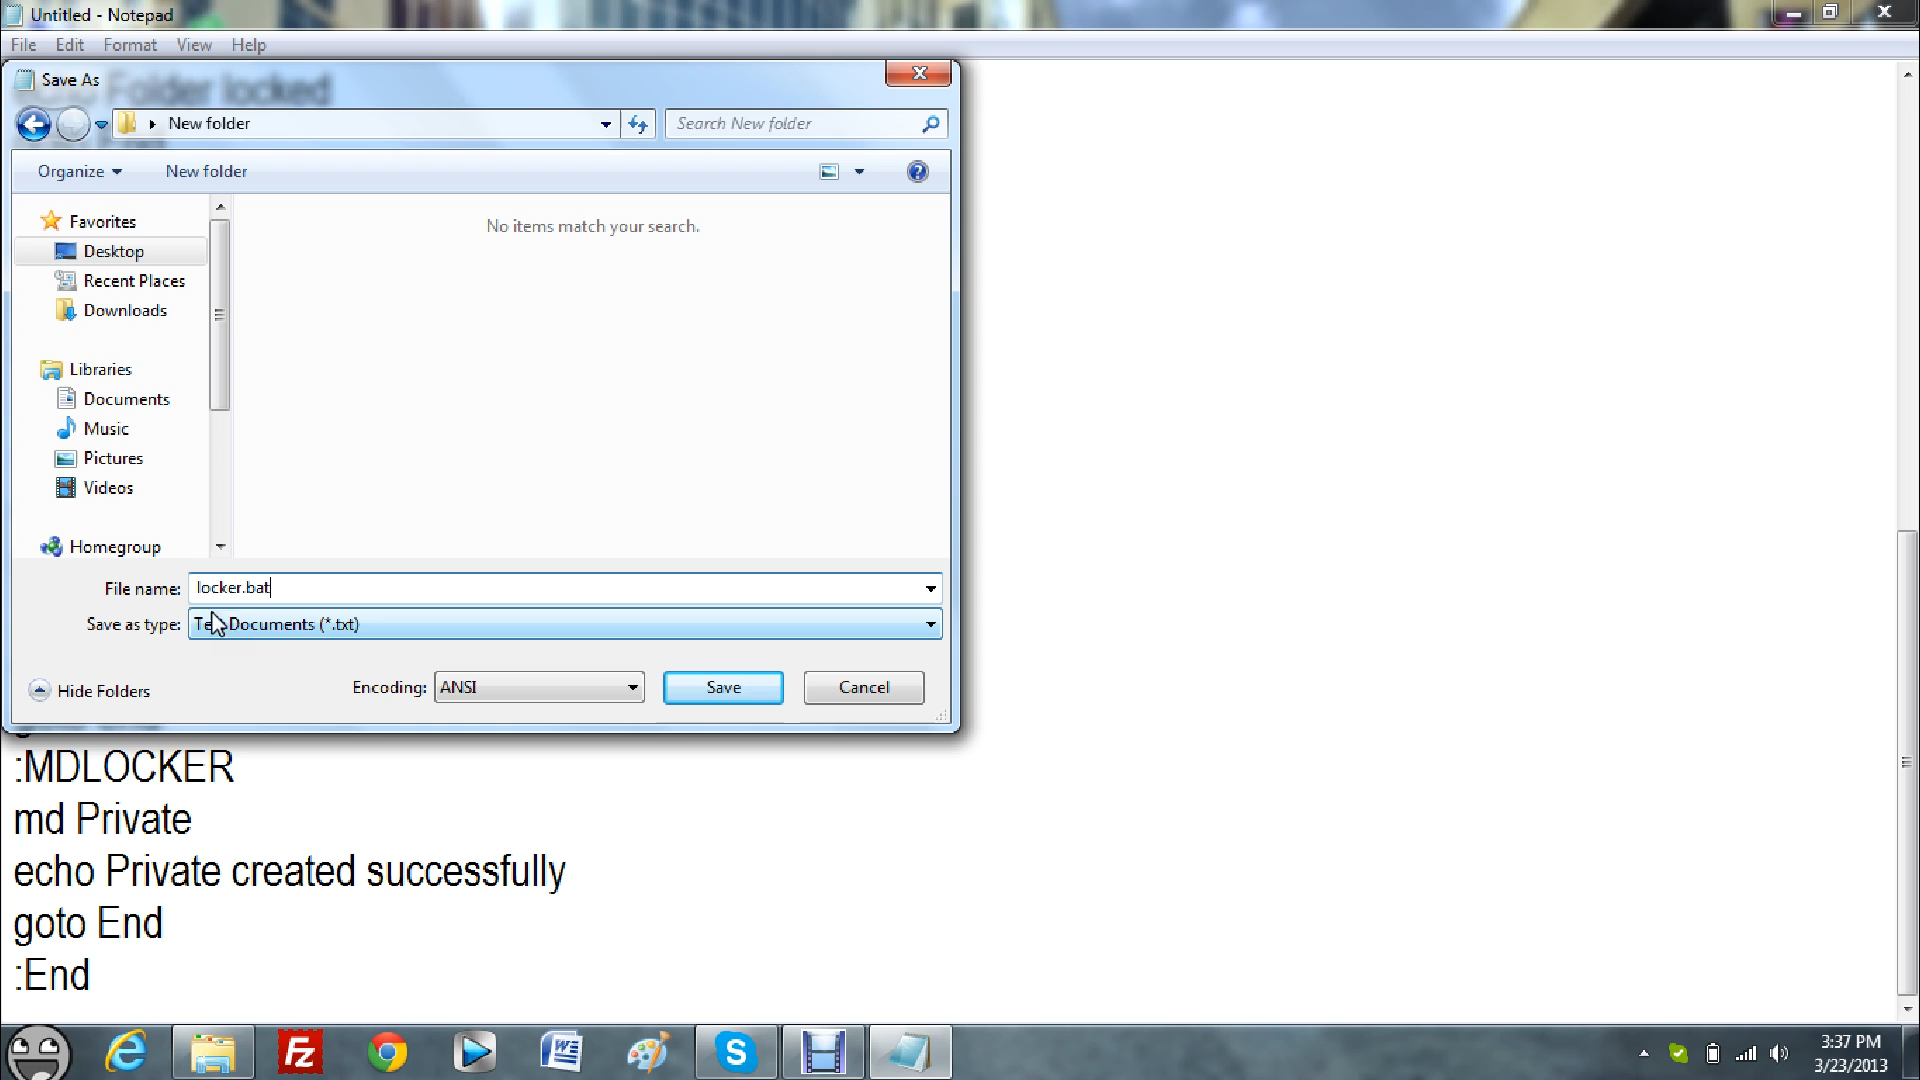 Untitled - Notepad
File Edit Format View Help
Save As
Folder locked
New folder
Search New folder
Organize New folder
No items match your search.
Favorites
Desktop
Recent Places
Downloads
Libraries
Documents
Music
Pictures
Videos
Homegroup
File name: locker.bat
Save as type: Documents (*.txt)
Hide Folders
Encoding: ANSI Save Cancel
:MDLOCKER
md Private
echo Private created successfully
goto End
:End
Fz
W
S
3:37 PM
3/23/2013